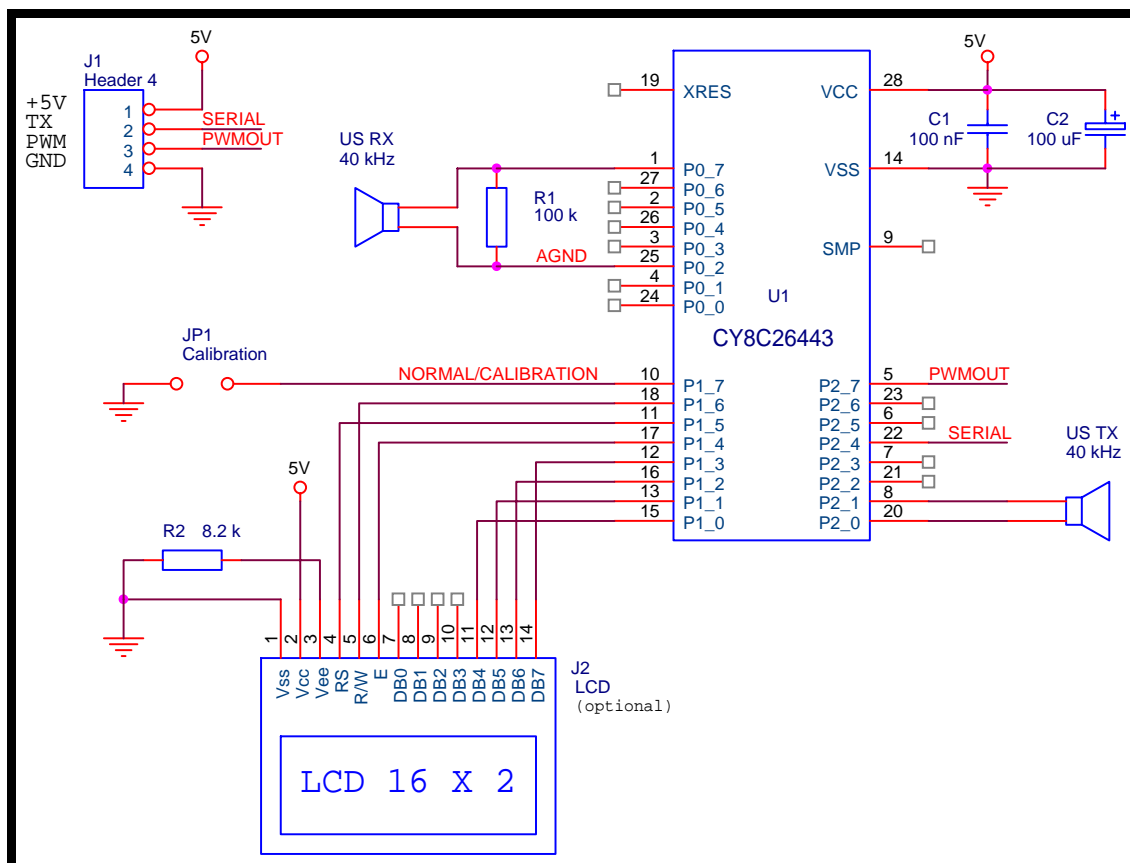 J1
Header 4
5V
+5V
TX
PWM
GND
1
2
3
4
SERIAL
PWMOUT
US RX
40 kHz
R1
100 k
AGND
JP1
Calibration
NORMAL/CALIBRATION
19
XRES
1
P0_7
27
P0_6
2
P0_5
26
P0_4
3
P0_3
25
P0_2
4
P0_1
24
P0_0
10
P1_7
18
P1_6
11
P1_5
17
P1_4
12
P1_3
16
P1_2
13
P1_1
15
P1_0
U1
CY8C26443
VCC
28
VSS
14
SMP
9
P2_7
5
PWMOUT
P2_6
23
P2_5
6
P2_4
22
SERIAL
P2_3
7
P2_2
21
P2_1
8
P2_0
20
5V
C1
100 nF
C2
100 uF
+
US TX
40 kHz
5V
R2 8.2 k
1
2
3
4
5
6
7
8
9
10
11
12
13
14
Vss
Vcc
Vee
RS
R/W
E
DB0
DB1
DB2
DB3
DB4
DB5
DB6
DB7
J2
LCD
(optional)
LCD 16 X 2